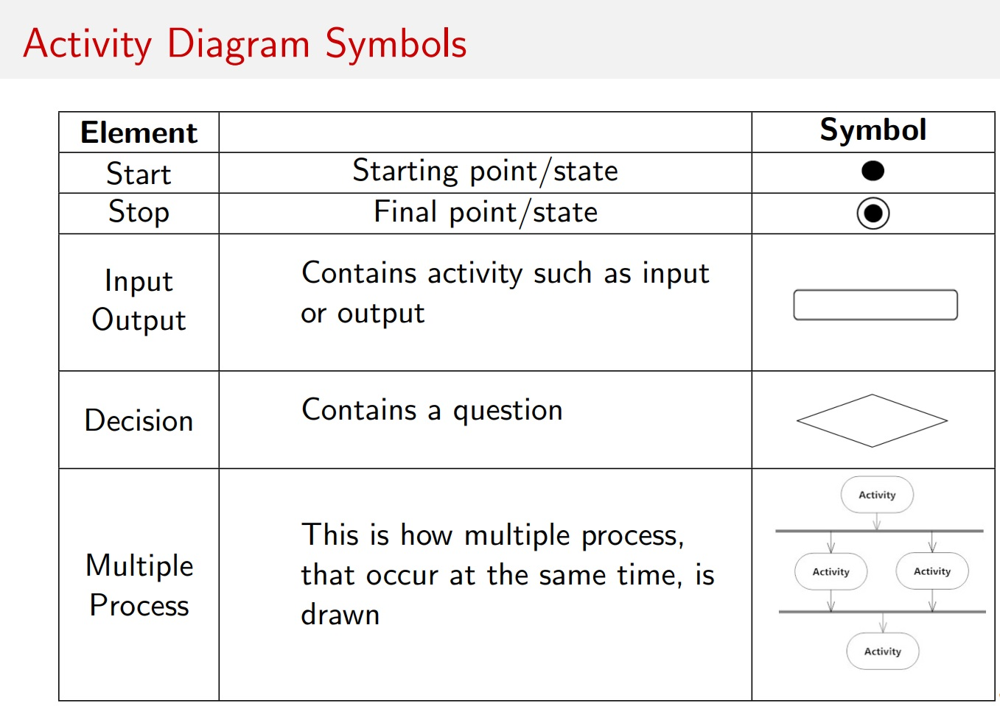 Activity Diagram Symbols
Element
Symbol
Start
Starting point/state
Stop
Final point/state
Input
Output
Contains activity such as input
or output
Decision
Contains a question
Multiple
Process
This is how multiple process,
that occur at the same time, is
drawn
Activity
Activity
Activity
Activity